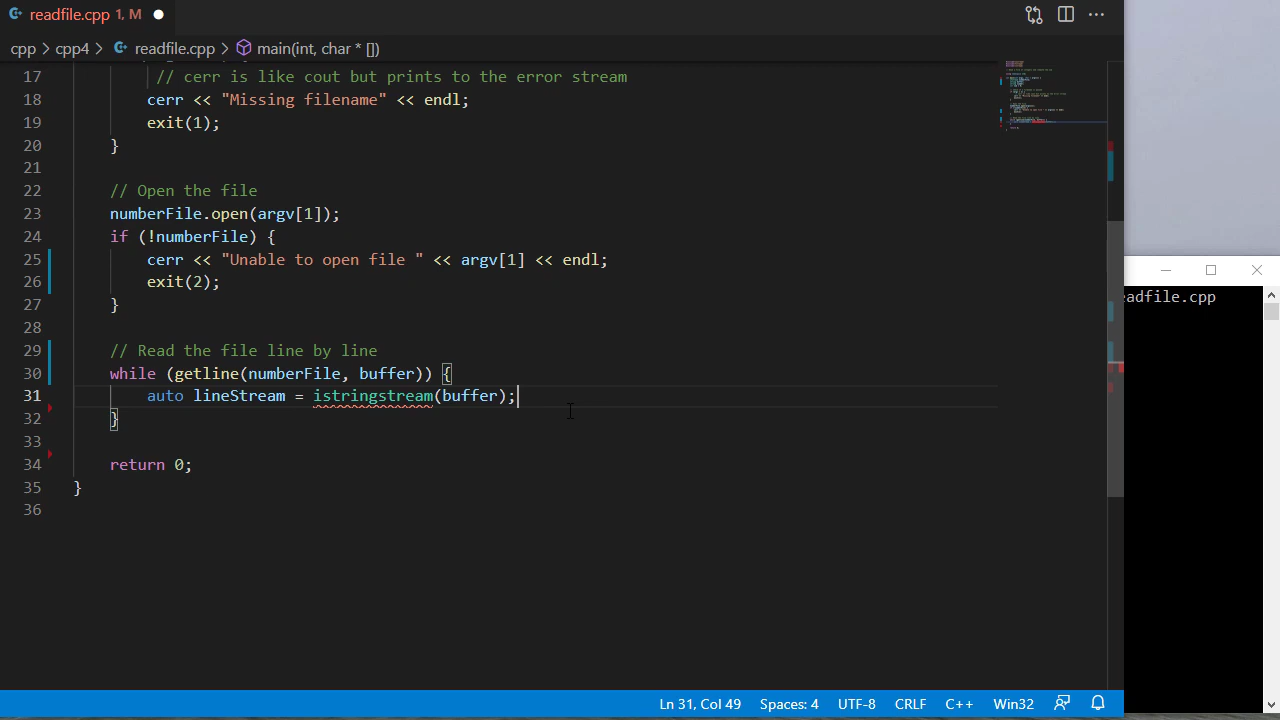 readfile.cpp 1, M
cpp > cpp4 > readfile.cpp > main(int, char * [])
17 // cerr is like cout but prints to the error stream
18 cerr << "Missing filename" << endl;
19 exit(1);
20 }
21
22 // Open the file
23 numberFile.open(argv[1]);
24 if (!numberFile) {
25 cerr << "Unable to open file " << argv[1] << endl;
26 exit(2);
27 }
28
29 // Read the file line by line
30 while (getline(numberFile, buffer)) {
31 auto lineStream = istringstream(buffer);
32 }
33
34 return 0;
35 }
36
eadfile.cpp
Ln 31, Col 49 Spaces: 4 UTF-8 CRLF C++ Win32